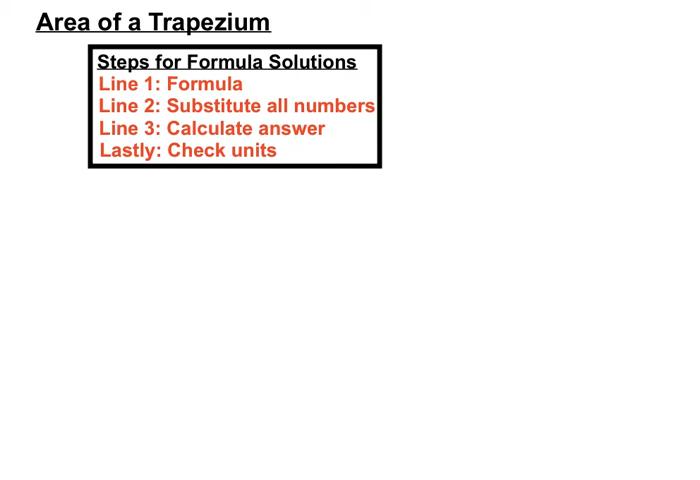 Area of a Trapezium
Steps for Formula Solutions
Line 1: Formula
Line 2: Substitute all numbers
Line 3: Calculate answer
Lastly: Check units